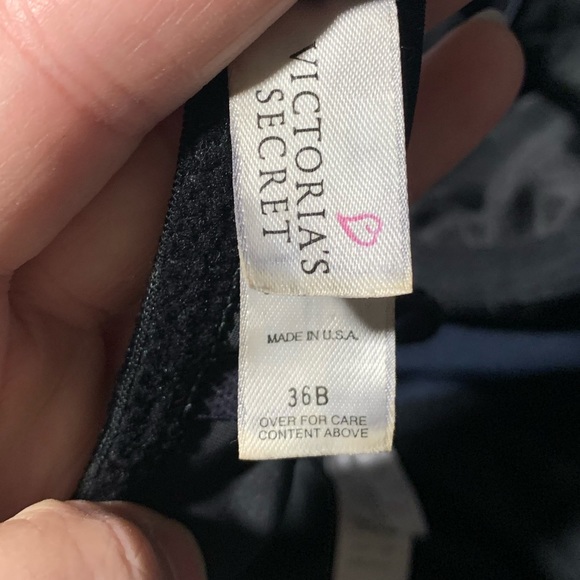 VICTORIA'S
SECRET
MADE IN U.S.A.
36B
OVER FOR CARE
CONTENT ABOVE